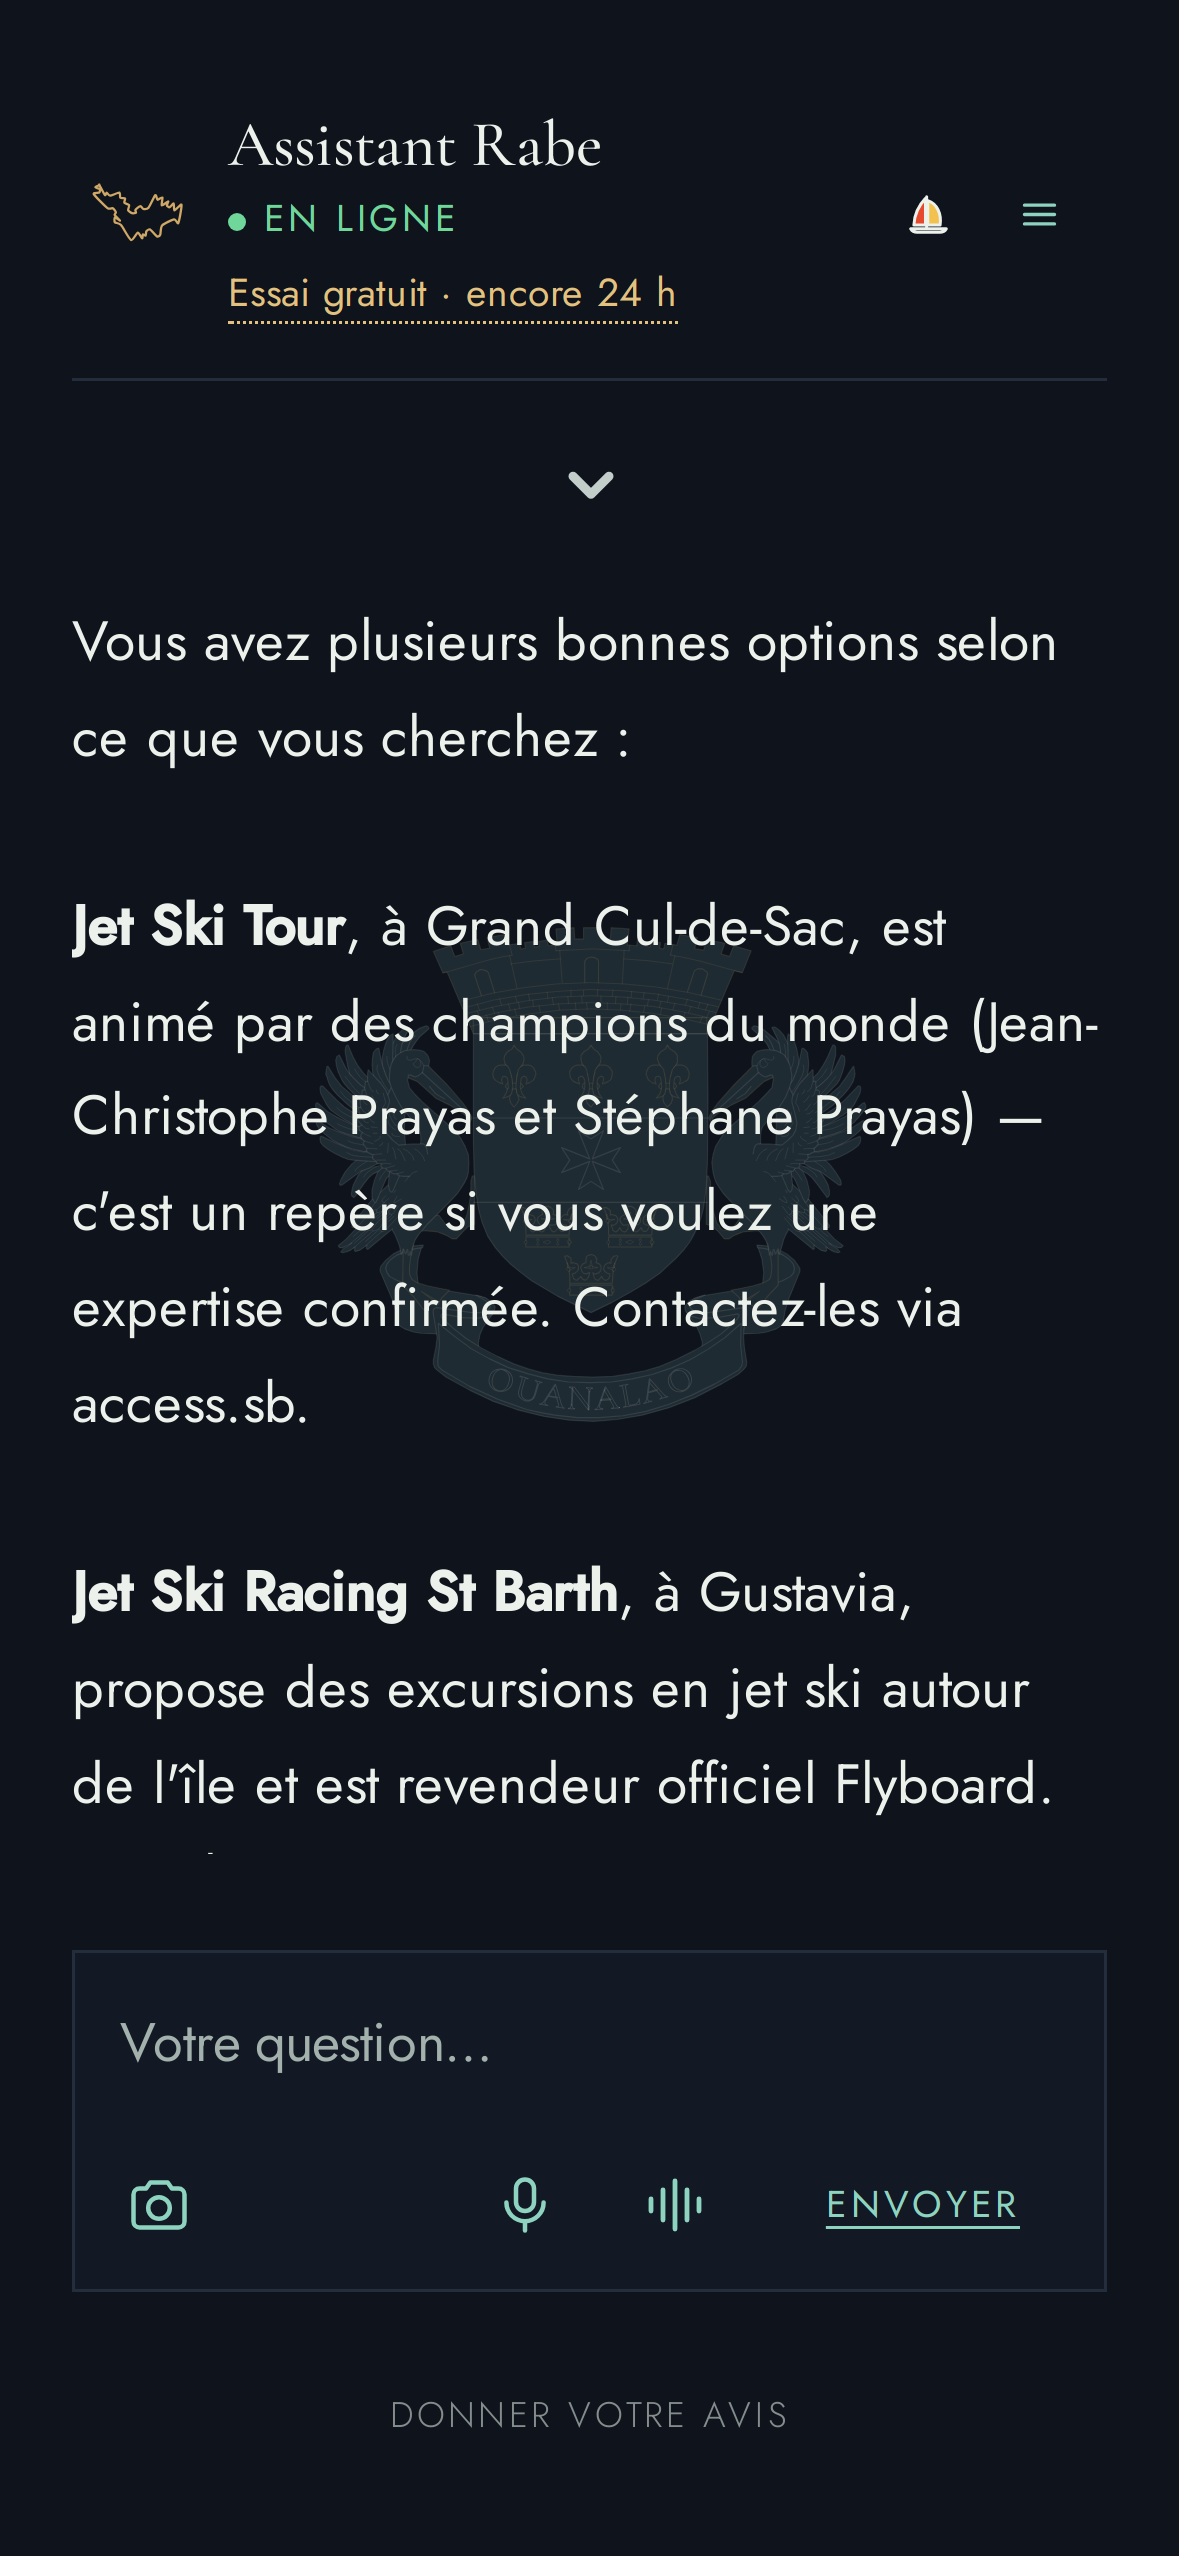 Assistant Rabe
EN LIGNE
Essai gratuit · encore 24 h
Vous avez plusieurs bonnes options selon
ce que vous cherchez :
Jet Ski Tour, à Grand Cul-de-Sac, est
animé par des champions du monde (Jean-
Christophe Prayas et Stéphane Prayas) —
c'est un repère si vous voulez une
expertise confirmée. Contactez-les via
access.sb.
OUANALAO
Jet Ski Racing St Barth, à Gustavia,
propose des excursions en jet ski autour
de l'île et est revendeur officiel Flyboard.
Votre question...
ENVOYER
DONNER VOTRE AVIS